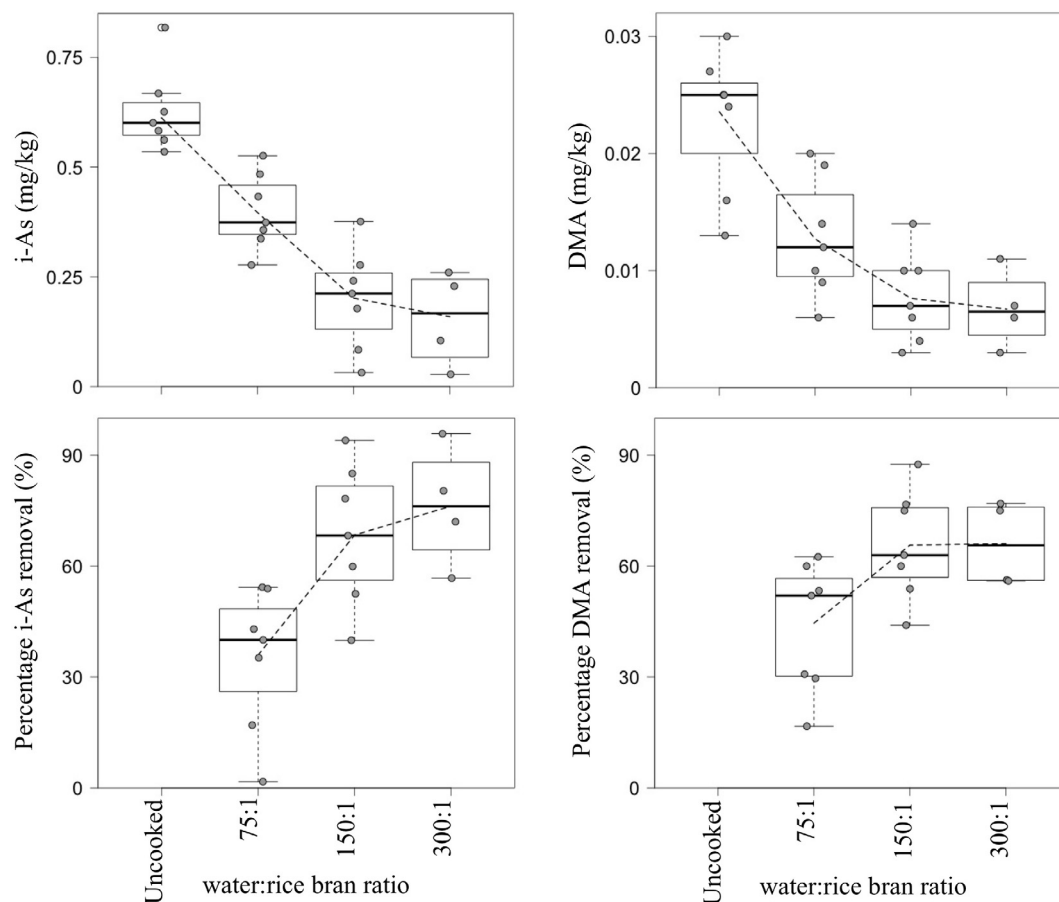 i-As (mg/kg)
0.75
0.5
0.25
0
DMA (mg/kg)
0.03
0.02
0.01
0
Percentage i-As removal (%)
90
60
30
0
Uncooked
75:1
150:1
300:1
water:rice bran ratio
Percentage DMA removal (%)
90
60
30
0
Uncooked
75:1
150:1
300:1
water:rice bran ratio